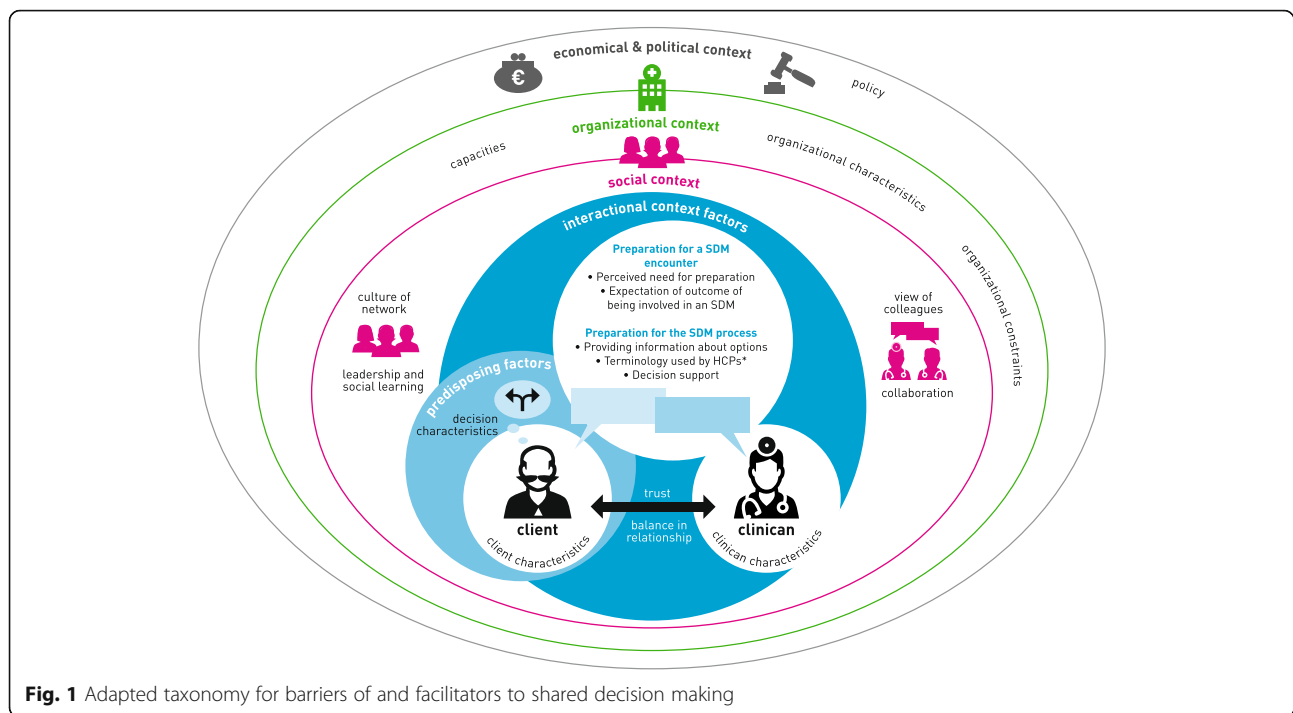 economical & political context
€
policy
organizational context
capacities
organizational characteristics
organizational constraints
social context
culture of
network
leadership and
social learning
view of
colleagues
collaboration
interactional context factors
Preparation for a SDM
encounter
• Perceived need for preparation
• Expectation of outcome of
being involved in an SDM
Preparation for the SDM process
• Providing information about options
• Terminology used by HCPs*
• Decision support
predisposing factors
decision
characteristics
client
client characteristics
trust
balance in
relationship
clinican
clinican characteristics
Fig. 1 Adapted taxonomy for barriers of and facilitators to shared decision making